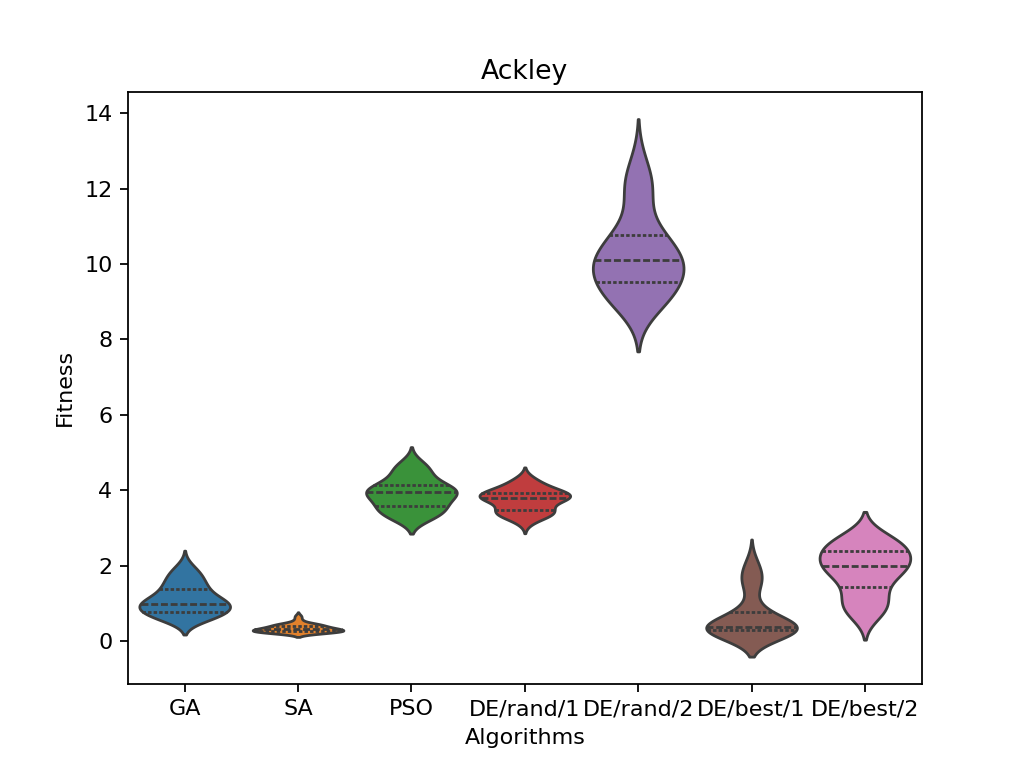 Ackley
14
12
10
8
6
4
2
0
Fitness
GA SA PSO DE/rand/1 DE/rand/2 DE/best/1 DE/best/2
Algorithms